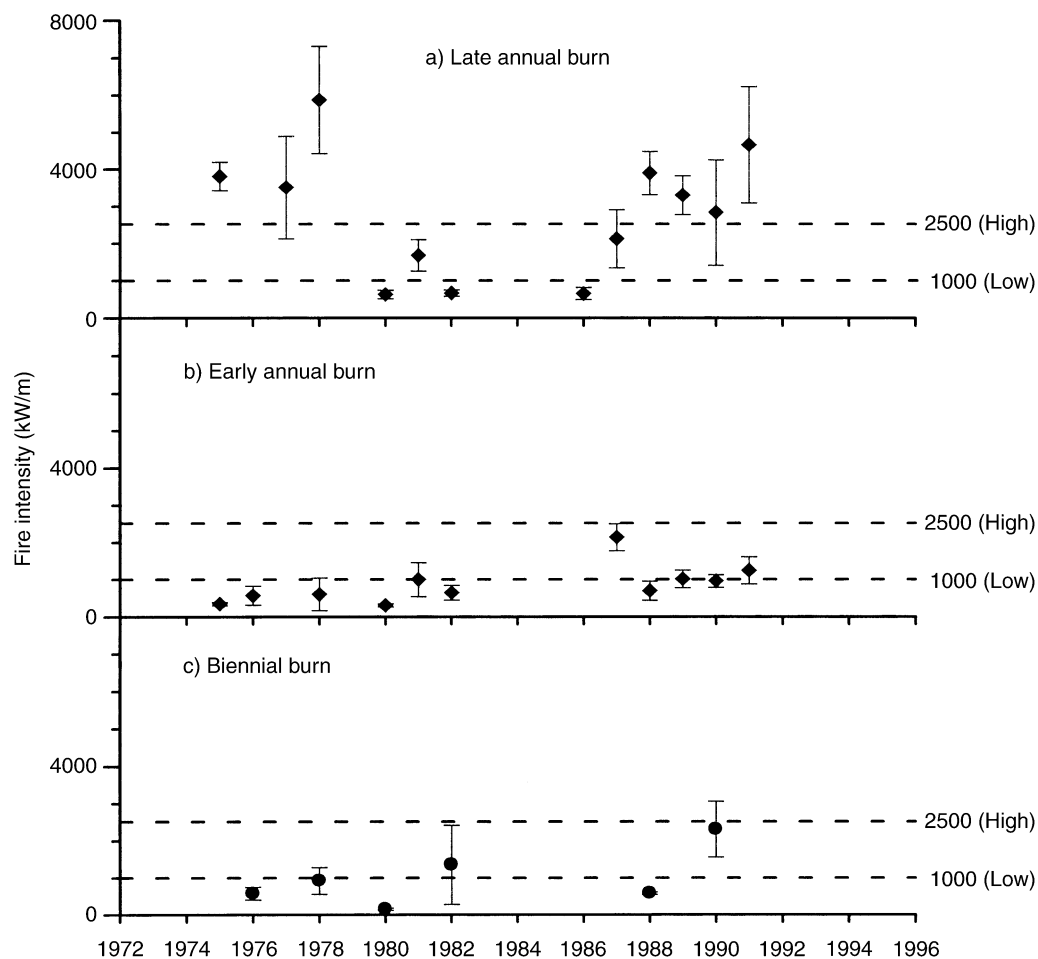 8000
a) Late annual burn
4000
2500 (High)
1000 (Low)
0
b) Early annual burn
Fire intensity (kW/m)
4000
2500 (High)
1000 (Low)
0
c) Biennial burn
4000
2500 (High)
1000 (Low)
0
1972 1974 1976 1978 1980 1982 1984 1986 1988 1990 1992 1994 1996